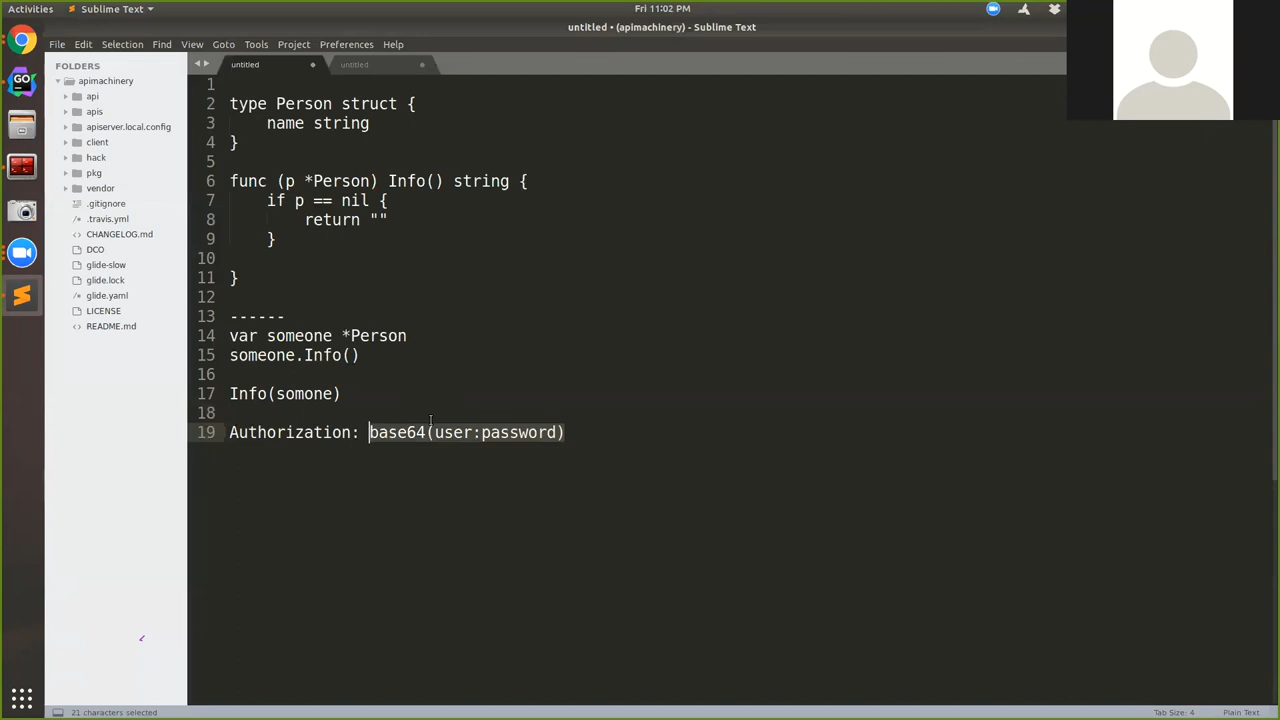 Activities
Sublime Text
Fri 11:02 PM
untitled • (apimachinery) - Sublime Text
File Edit Selection Find View Goto Tools Project Preferences Help
FOLDERS
apimachinery
api
apis
apiserver.local.config
client
hack
pkg
vendor
.gitignore
.travis.yml
CHANGELOG.md
DCO
glide-slow
glide.lock
glide.yaml
LICENSE
README.md
untitled
untitled
1
2 type Person struct {
3 name string
4 }
5
6 func (p *Person) Info() string {
7 if p == nil {
8 return ""
9 }
10
11 }
12
13 ------
14 var someone *Person
15 someone.Info()
16
17 Info(somone)
18
19 Authorization: base64(user:password)
GO
21 characters selected
Tab Size: 4
Plain Text